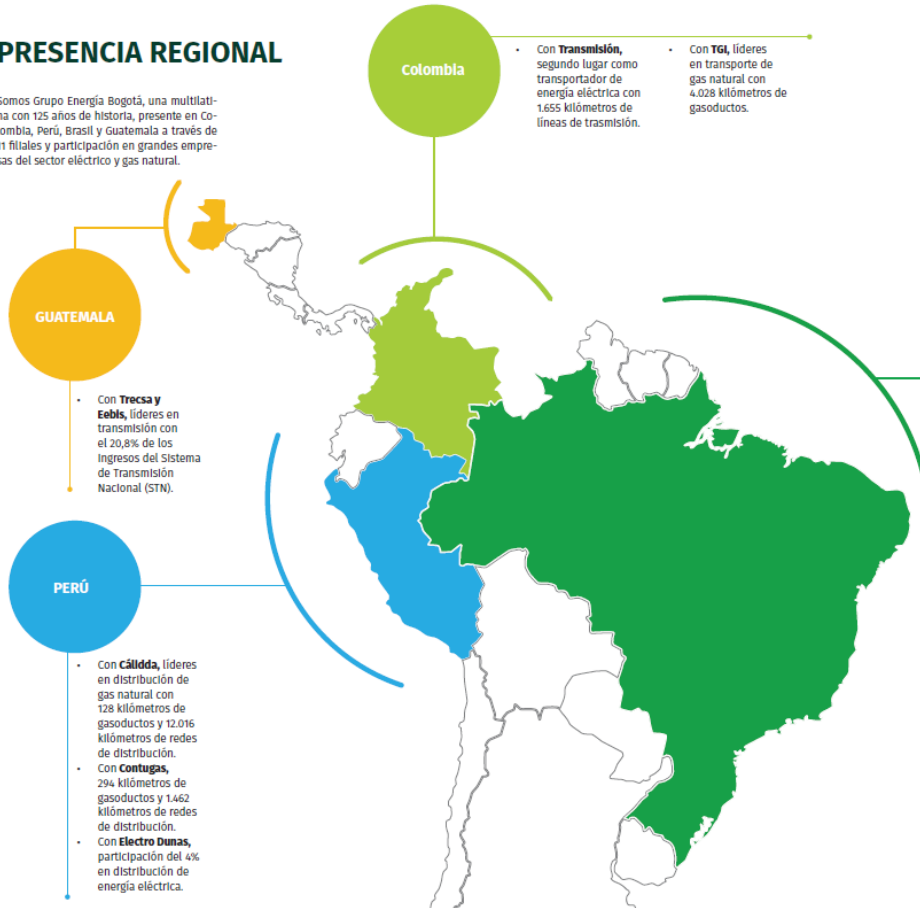 PRESENCIA REGIONAL
Somos Grupo Energía Bogotá, una multilati-
na con 125 años de historia, presente en Co-
lombia, Perú, Brasil y Guatemala a través de
11 filiales y participación en grandes empre-
sas del sector eléctrico y gas natural.
Colombia
• Con Transmisión,
segundo lugar como
transportador de
energía eléctrica con
1.655 kilómetros de
líneas de trasmisión.
• Con TGI, líderes
en transporte de
gas natural con
4.028 kilómetros de
gasoductos.
GUATEMALA
• Con Trecsa y
Eebis, líderes en
transmisión con
el 20,8% de los
Ingresos del Sistema
de Transmisión
Nacional (STN).
PERÚ
• Con Cálidda, líderes
en distribución de
gas natural con
128 kilómetros de
gasoductos y 12.016
kilómetros de redes
de distribución.
• Con Contugas,
294 kilómetros de
gasoductos y 1.462
kilómetros de redes
de distribución.
• Con Electro Dunas,
participación del 4%
en distribución de
energía eléctrica.